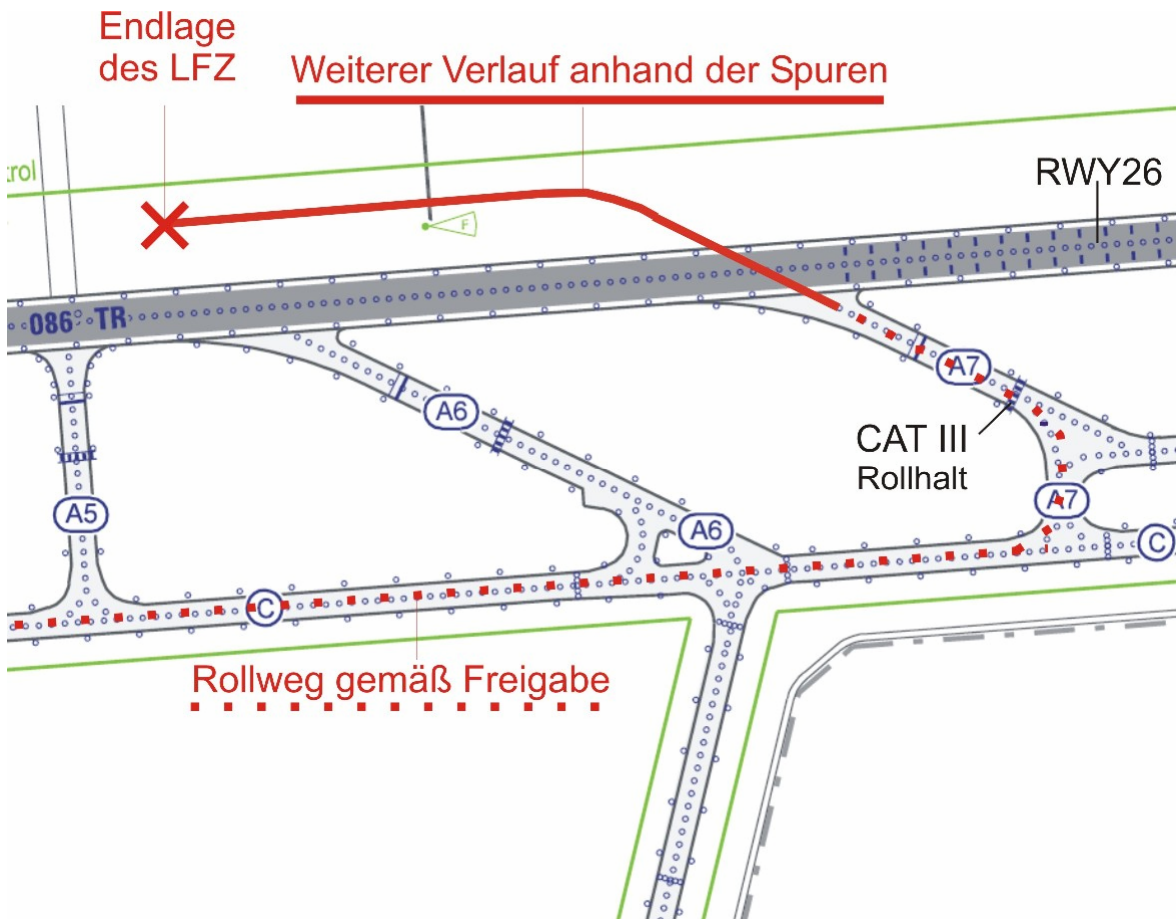 Endlage
des LFZ
Weiterer Verlauf anhand der Spuren
trol
RWY26
F
086° TR
A7
A6
CAT III
Rollhalt
A5
A7
A6
C
C
Rollweg gemäß Freigabe